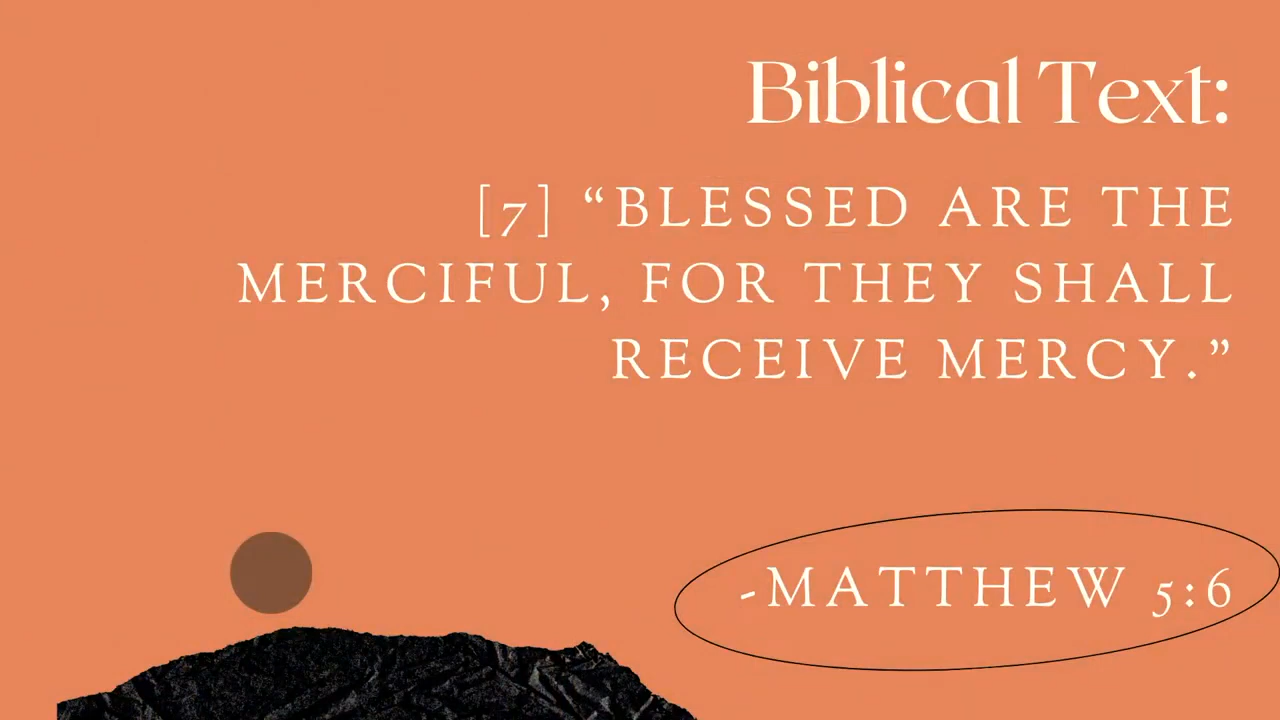 Biblical Text:
[7] “BLESSED ARE THE
MERCIFUL, FOR THEY SHALL
RECEIVE MERCY.”
-MATTHEW 5:6